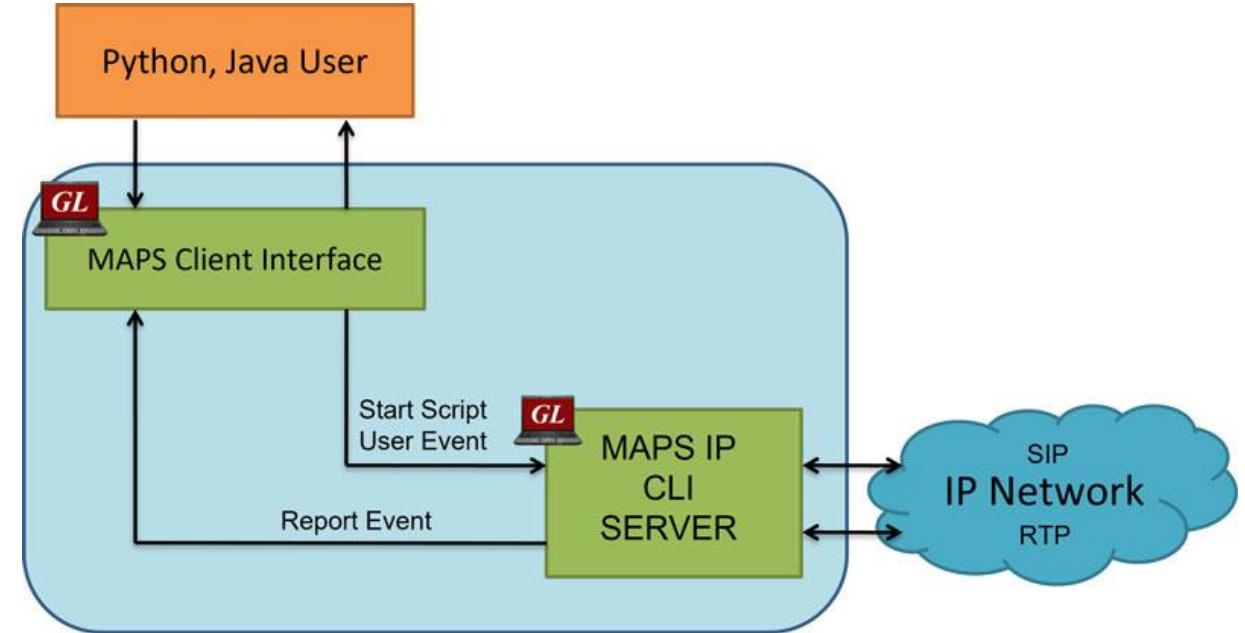 Python, Java User
GL
MAPS Client Interface
Start Script
User Event
GL
MAPS IP
CLI
SERVER
Report Event
SIP
IP Network
RTP